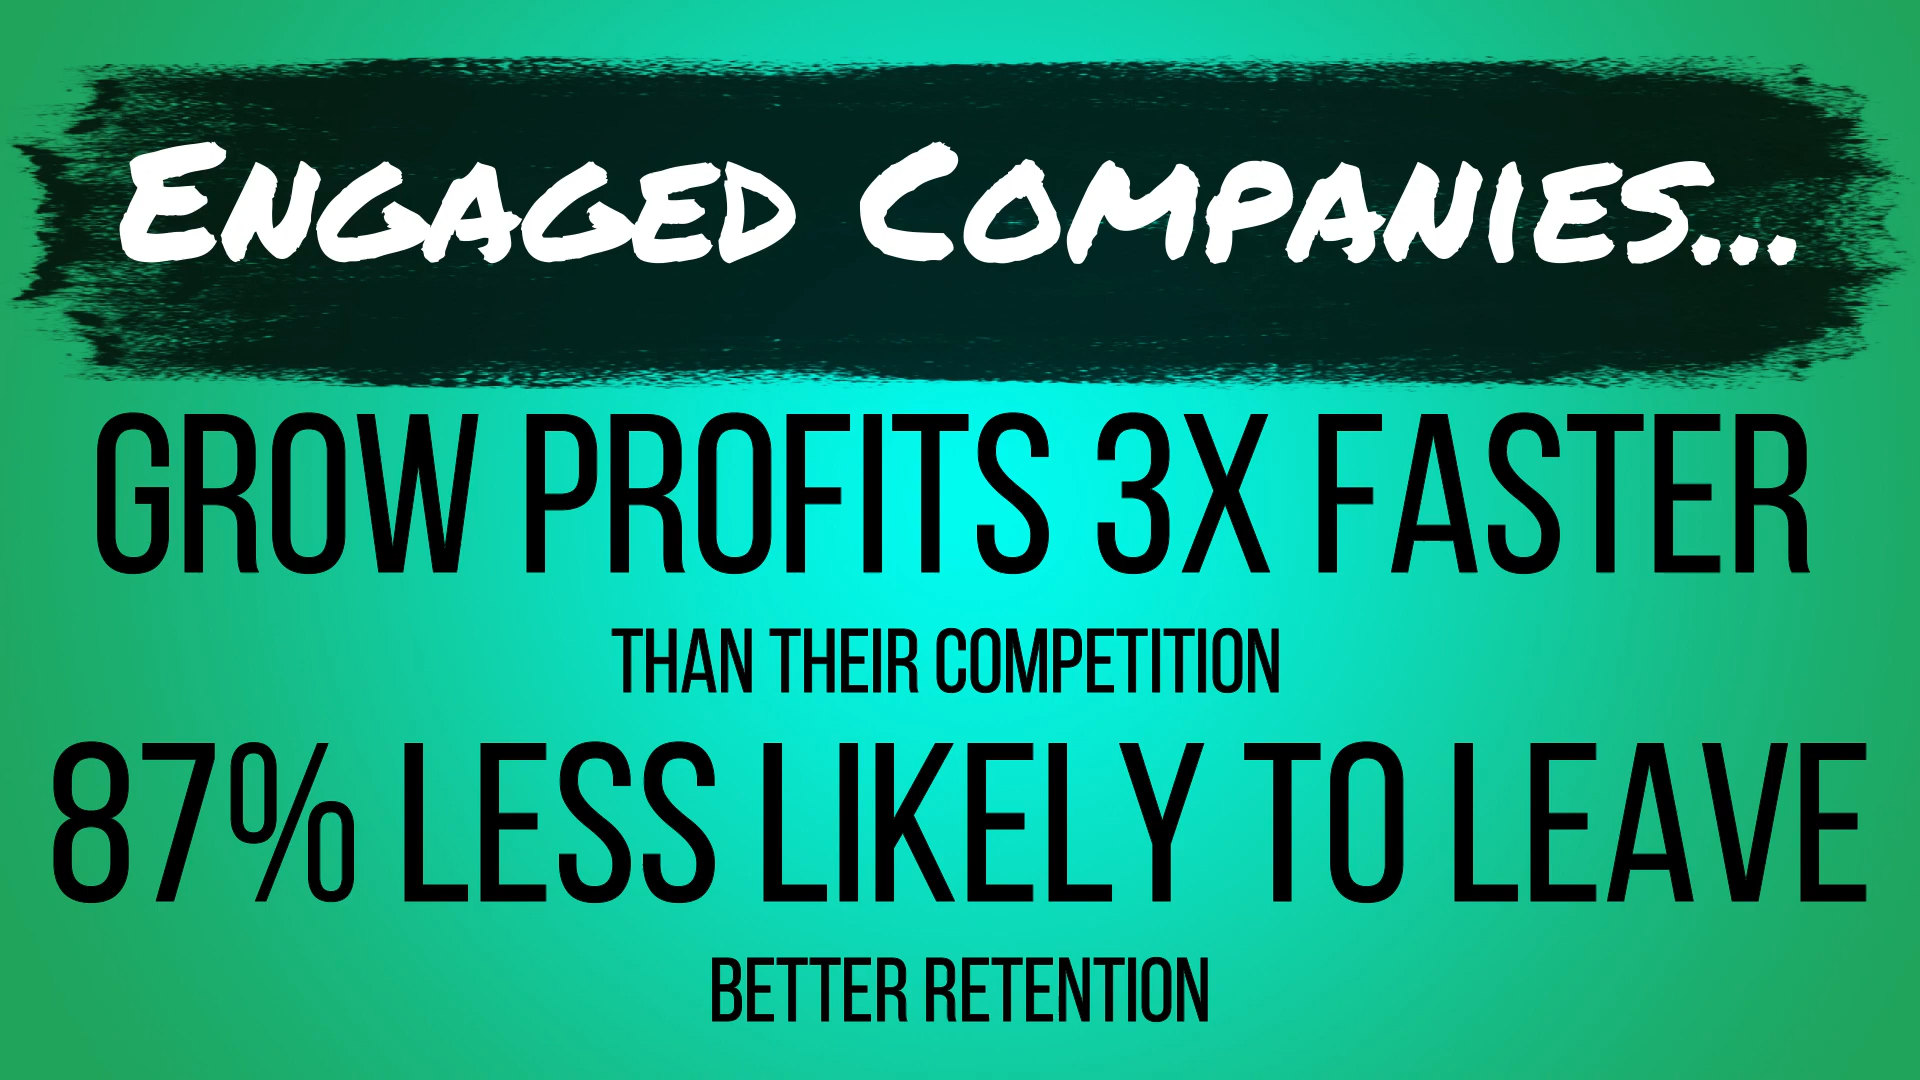 Engaged Companies...
GROW PROFITS 3X FASTER
THAN THEIR COMPETITION
87% LESS LIKELY TO LEAVE
BETTER RETENTION